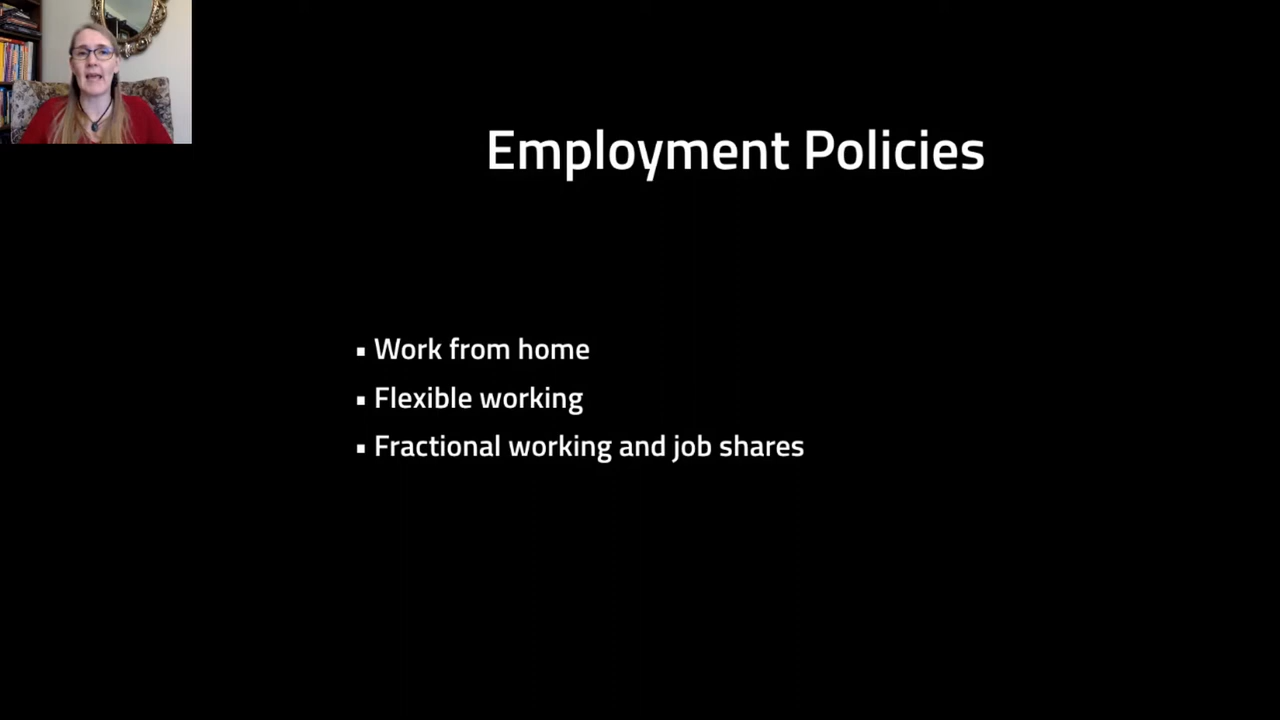 Employment Policies
▪ Work from home
▪ Flexible working
▪ Fractional working and job shares